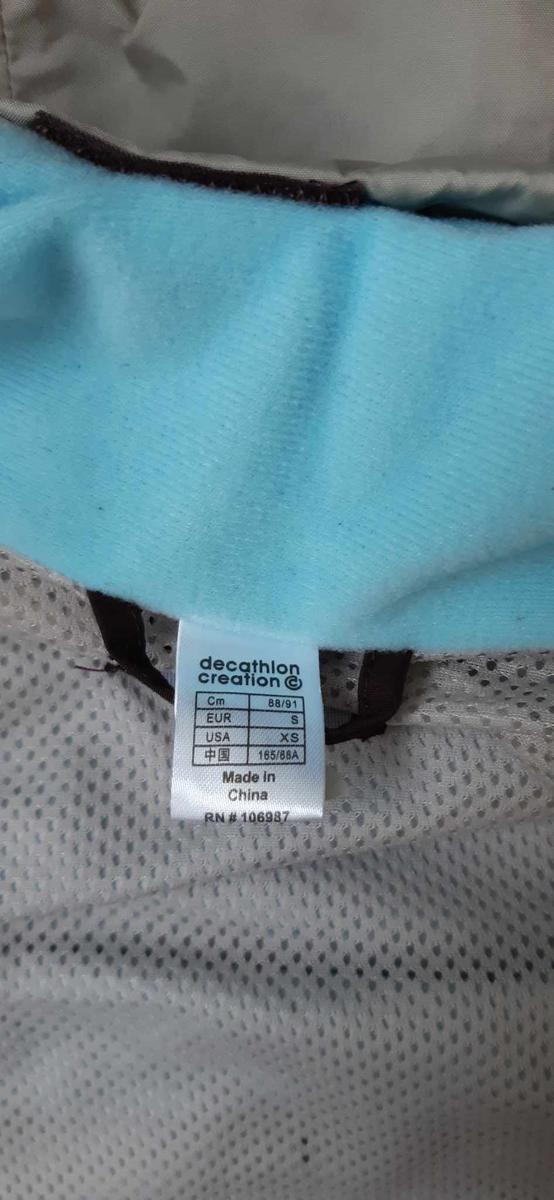 decathlon
creation ©
Cm 88/91
EUR S
USA XS
中国 165/88A
Made in
China
RN # 106987